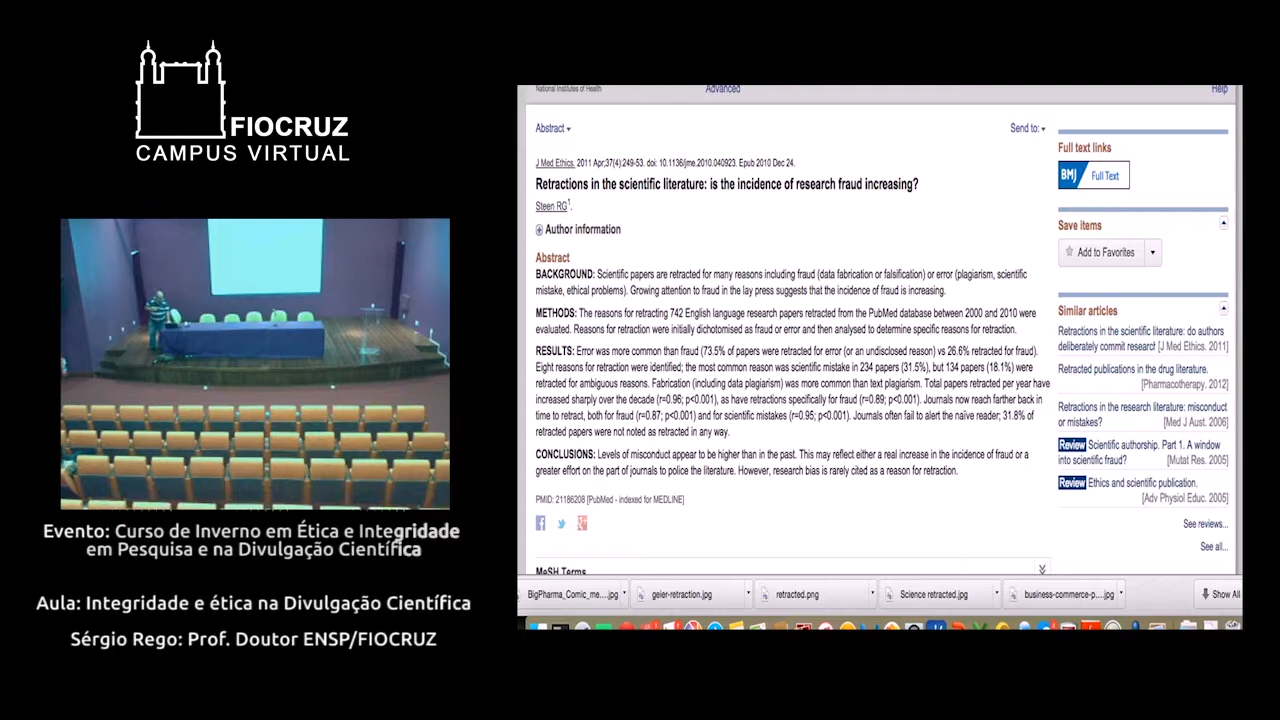 FIOCRUZ
CAMPUS VIRTUAL
Evento: Curso de Inverno em Ética e Integridade
em Pesquisa e na Divulgação Científica
Aula: Integridade e ética na Divulgação Científica
Sérgio Rego: Prof. Doutor ENSP/FIOCRUZ
National Institutes of Health
Advanced
Help
Abstract
Send to:
J Med Ethics. 2011 Apr;37(4):249-53. doi: 10.1136/jme.2010.040923. Epub 2010 Dec 24.
Retractions in the scientific literature: is the incidence of research fraud increasing?
Steen RG1.
Author information
Abstract
BACKGROUND: Scientific papers are retracted for many reasons including fraud (data fabrication or falsification) or error (plagiarism, scientific
mistake, ethical problems). Growing attention to fraud in the lay press suggests that the incidence of fraud is increasing.
METHODS: The reasons for retracting 742 English language research papers retracted from the PubMed database between 2000 and 2010 were
evaluated. Reasons for retraction were initially dichotomised as fraud or error and then analysed to determine specific reasons for retraction.
RESULTS: Error was more common than fraud (73.5% of papers were retracted for error (or an undisclosed reason) vs 26.6% retracted for fraud).
Eight reasons for retraction were identified; the most common reason was scientific mistake in 234 papers (31.5%), but 134 papers (18.1%) were
retracted for ambiguous reasons. Fabrication (including data plagiarism) was more common than text plagiarism. Total papers retracted per year have
increased sharply over the decade (r=0.96; p<0.001), as have retractions specifically for fraud (r=0.89; p<0.001). Journals now reach farther back in
time to retract, both for fraud (r=0.87; p<0.001) and for scientific mistakes (r=0.95; p<0.001). Journals often fail to alert the naïve reader; 31.8% of
retracted papers were not noted as retracted in any way.
CONCLUSIONS: Levels of misconduct appear to be higher than in the past. This may reflect either a real increase in the incidence of fraud or a
greater effort on the part of journals to police the literature. However, research bias is rarely cited as a reason for retraction.
PMID: 21186208 [PubMed - indexed for MEDLINE]
MeSH Terms
Full text links
BMJ Full Text
Save items
Add to Favorites
Similar articles
Retractions in the scientific literature: do authors
deliberately commit research [J Med Ethics. 2011]
Retracted publications in the drug literature.
[Pharmacotherapy. 2012]
Retractions in the research literature: misconduct
or mistakes? [Med J Aust. 2006]
Review Scientific authorship. Part 1. A window
into scientific fraud? [Mutat Res. 2005]
Review Ethics and scientific publication.
[Adv Physiol Educ. 2005]
See reviews...
See all...
BigPharma_Comic_me....jpg
geier-retraction.jpg
retracted.png
Science retracted.jpg
business-commerce-p....jpg
Show All